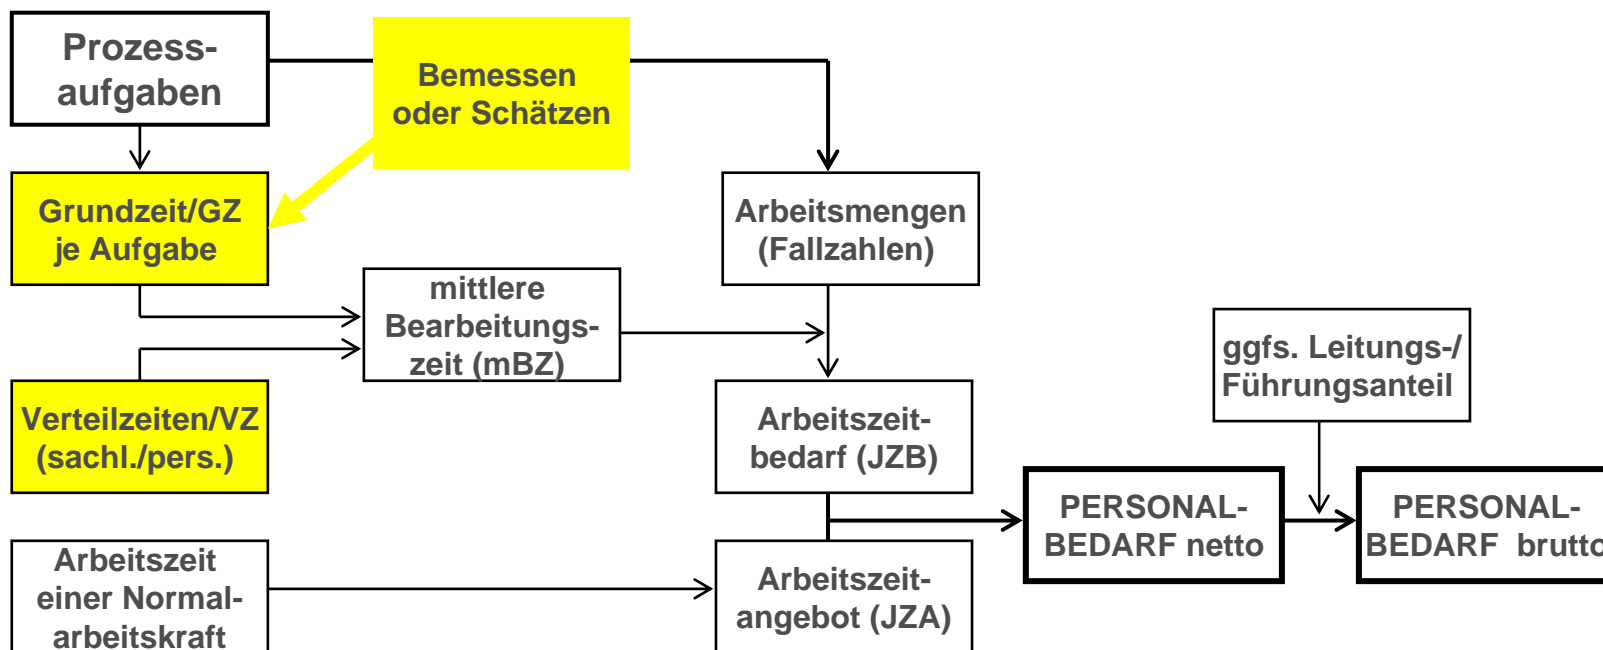 Prozess-
aufgaben
Bemessen
oder Schätzen
Grundzeit/GZ
je Aufgabe
Arbeitsmengen
(Fallzahlen)
mittlere
Bearbeitungs-
zeit (mBZ)
ggfs. Leitungs-/
Führungsanteil
Verteilzeiten/VZ
(sachl./pers.)
Arbeitszeit-
bedarf (JZB)
PERSONAL-
BEDARF netto
PERSONAL-
BEDARF brutto
Arbeitszeit
einer Normal-
arbeitskraft
Arbeitszeit-
angebot (JZA)